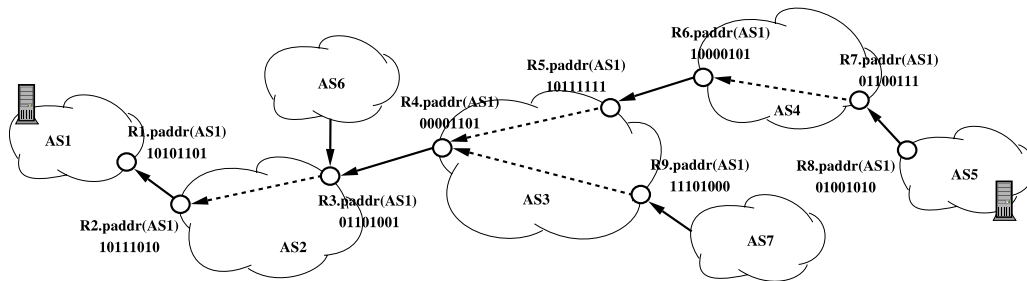 AS1
R1.paddr(AS1)
10101101
R2.paddr(AS1)
10111010
AS2
AS6
R3.paddr(AS1)
01101001
R4.paddr(AS1)
00001101
AS3
R5.paddr(AS1)
10111111
R6.paddr(AS1)
10000101
AS4
R7.paddr(AS1)
01100111
R8.paddr(AS1)
01001010
AS5
R9.paddr(AS1)
11101000
AS7